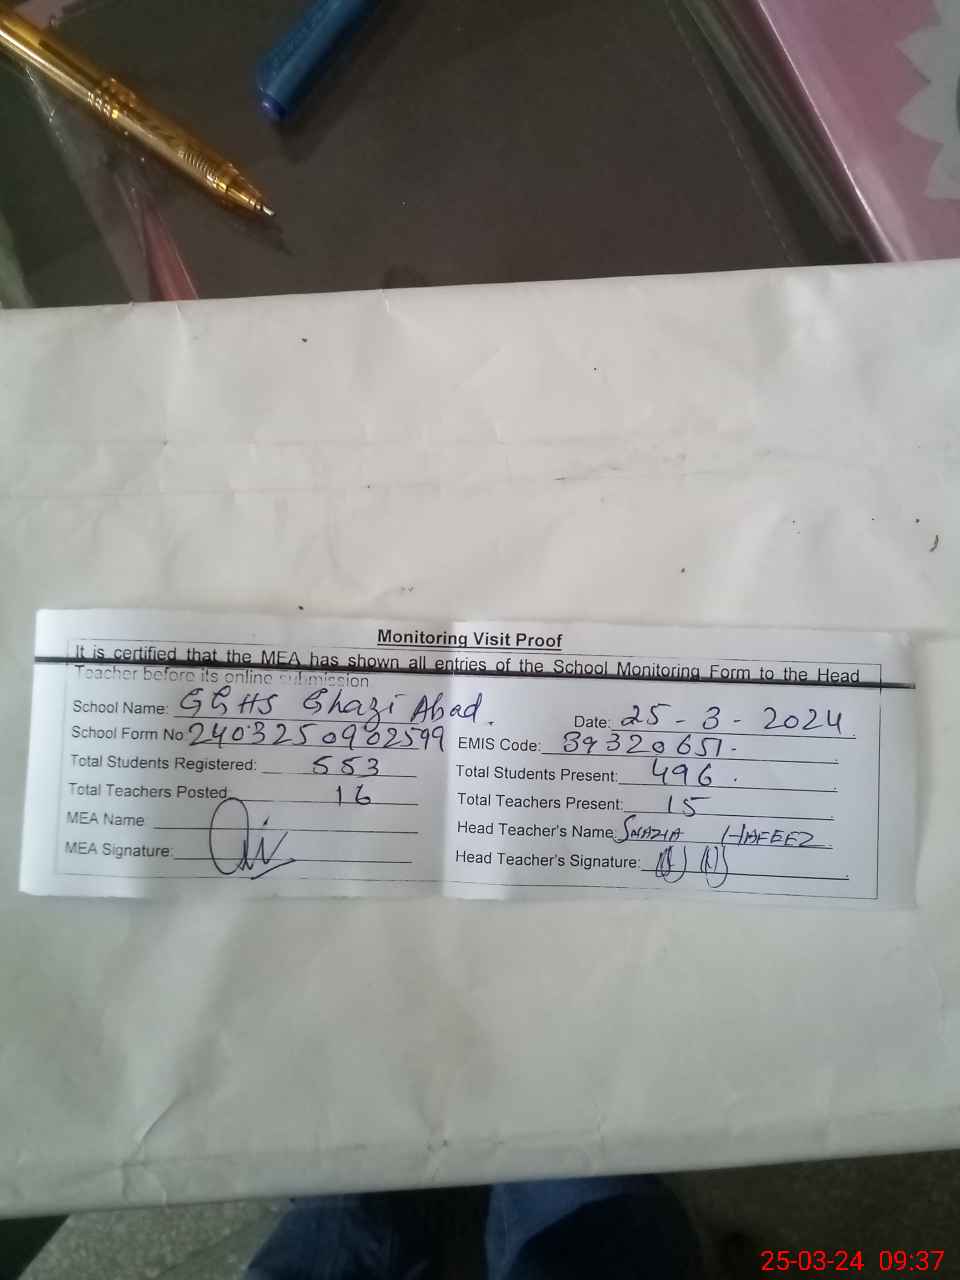 Monitoring Visit Proof
It is certified that the MEA has shown all entries of the School Monitoring Form to the Head
Teacher before its online submission.
School Name: GGHS Ghazi Abad.
Date: 25-3-2024
School Form No 2403250902599
EMIS Code: 39320651.
Total Students Registered: 553
Total Students Present: 496.
Total Teachers Posted: 16
Total Teachers Present: 15
MEA Name:
Head Teacher's Name: SHAZIA HAFEEZ
MEA Signature:
Head Teacher's Signature:
25-03-24 09:37